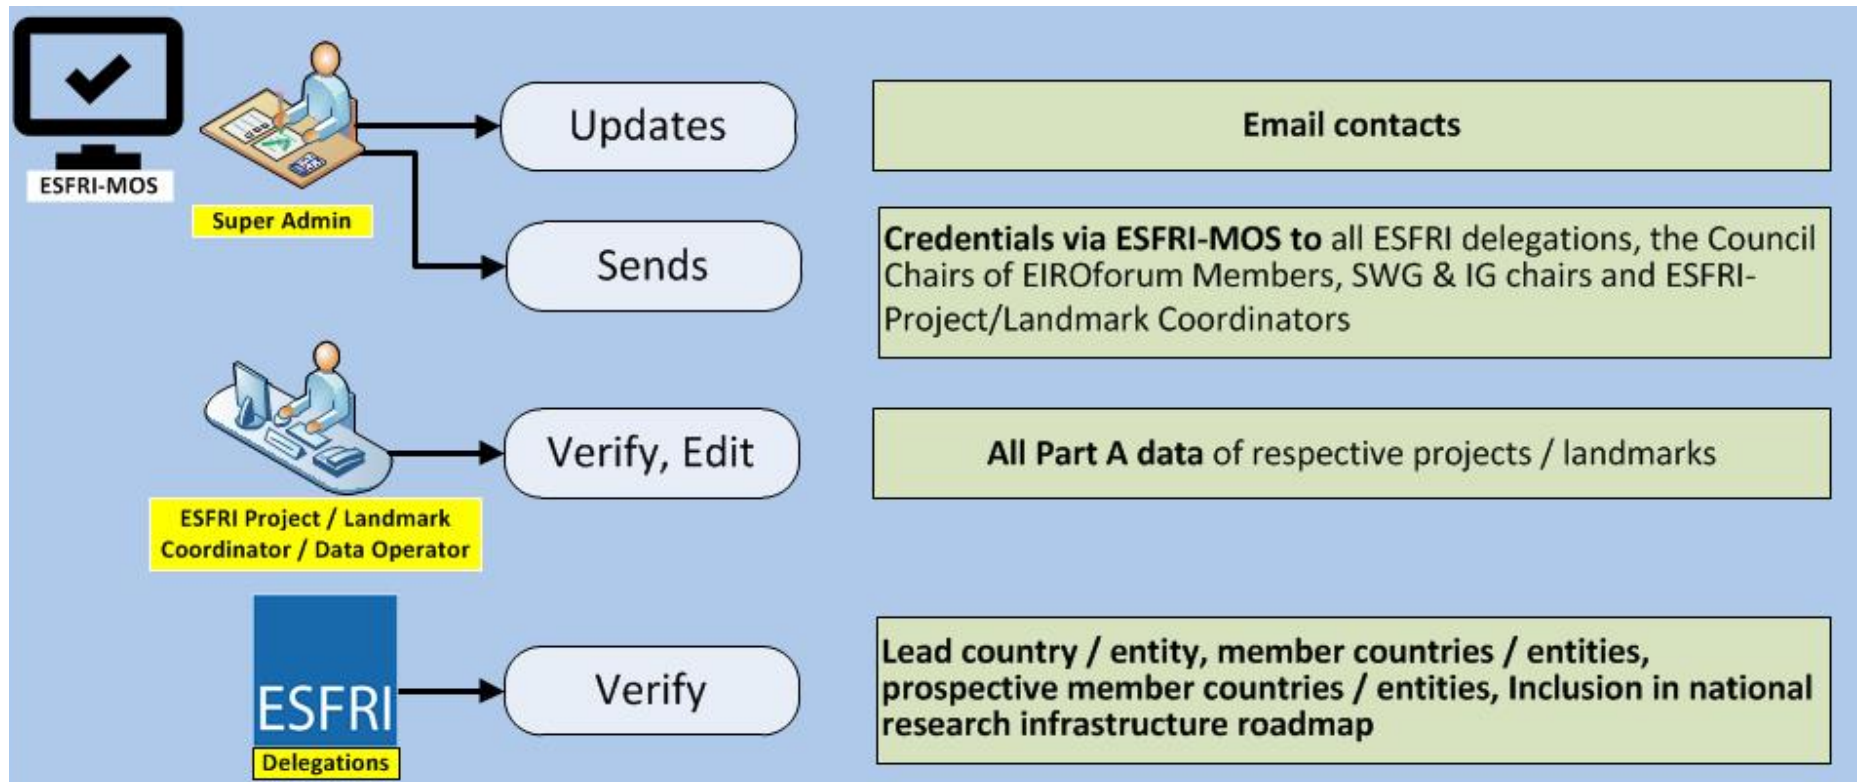 ESFRI-MOS
Super Admin
Updates
Email contacts
Sends
Credentials via ESFRI-MOS to all ESFRI delegations, the Council
Chairs of EIROforum Members, SWG & IG chairs and ESFRI-
Project/Landmark Coordinators
ESFRI Project / Landmark
Coordinator / Data Operator
Verify, Edit
All Part A data of respective projects / landmarks
ESFRI
Delegations
Verify
Lead country / entity, member countries / entities,
prospective member countries / entities, Inclusion in national
research infrastructure roadmap